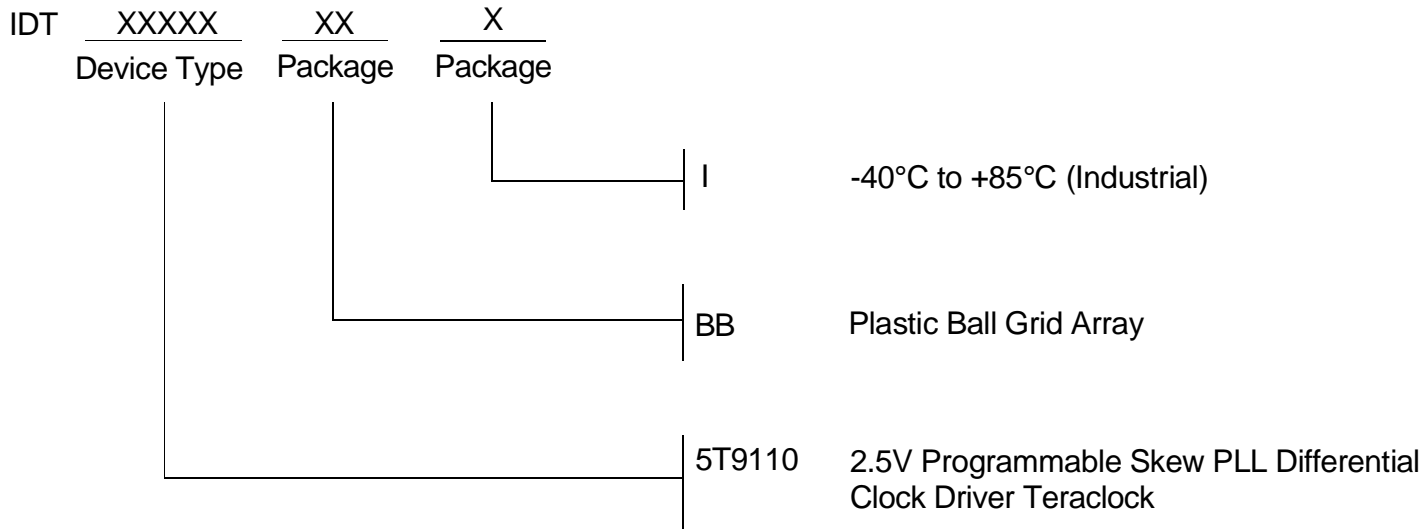 IDT XXXXX XX X
Device Type Package Package
I -40°C to +85°C (Industrial)
BB Plastic Ball Grid Array
5T9110 2.5V Programmable Skew PLL Differential
Clock Driver Teraclock